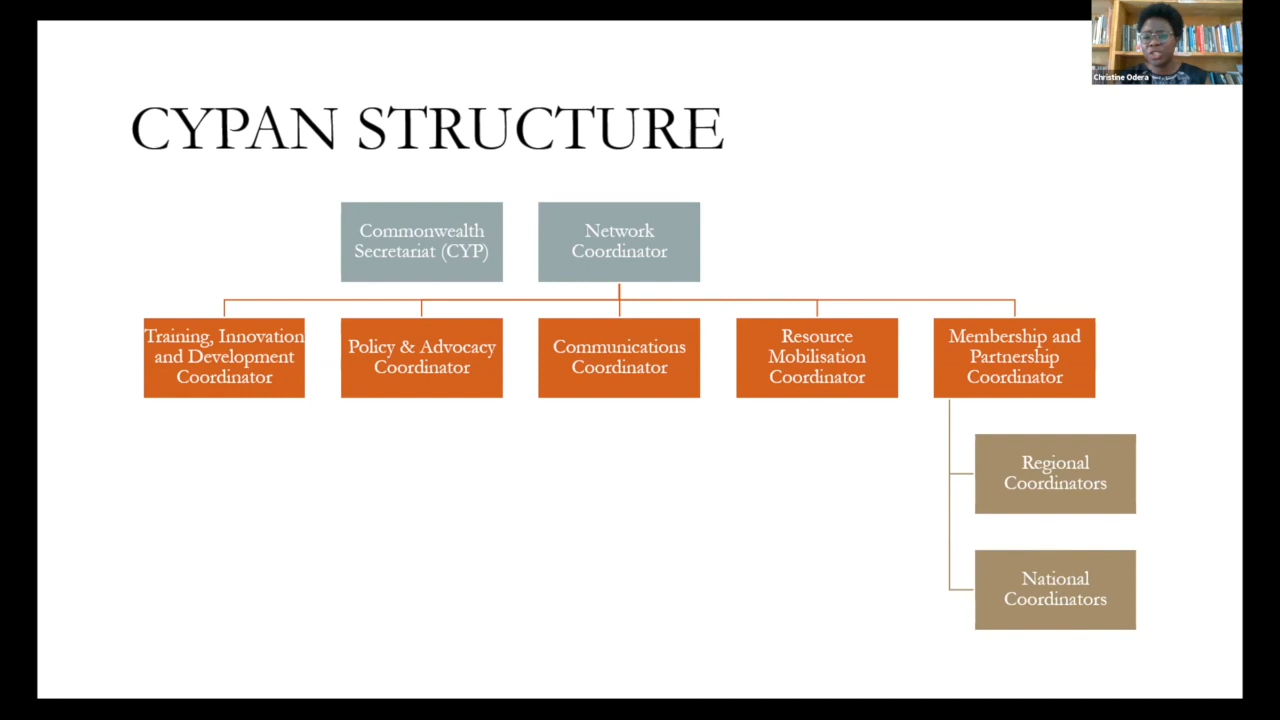 Christine Odera
CYPAN STRUCTURE
Commonwealth
Secretariat (CYP)
Network
Coordinator
Training, Innovation
and Development
Coordinator
Policy & Advocacy
Coordinator
Communications
Coordinator
Resource
Mobilisation
Coordinator
Membership and
Partnership
Coordinator
Regional
Coordinators
National
Coordinators